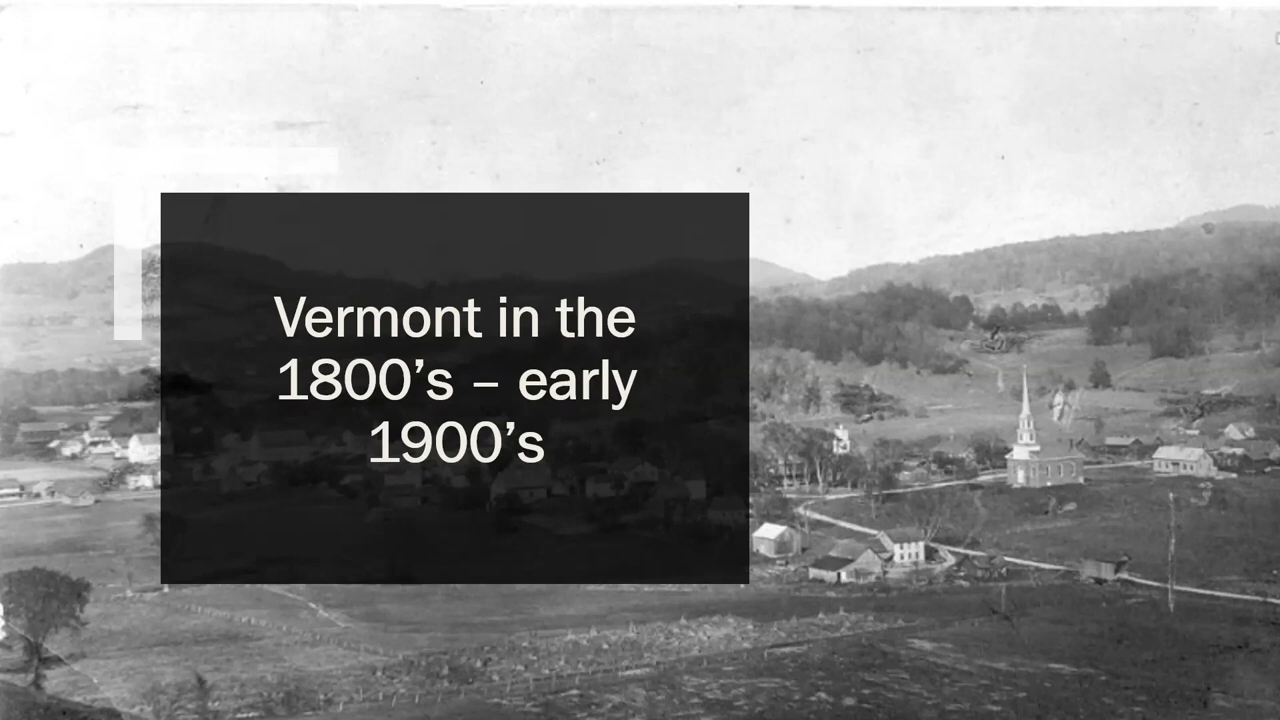 Vermont in the
1800’s – early
1900’s